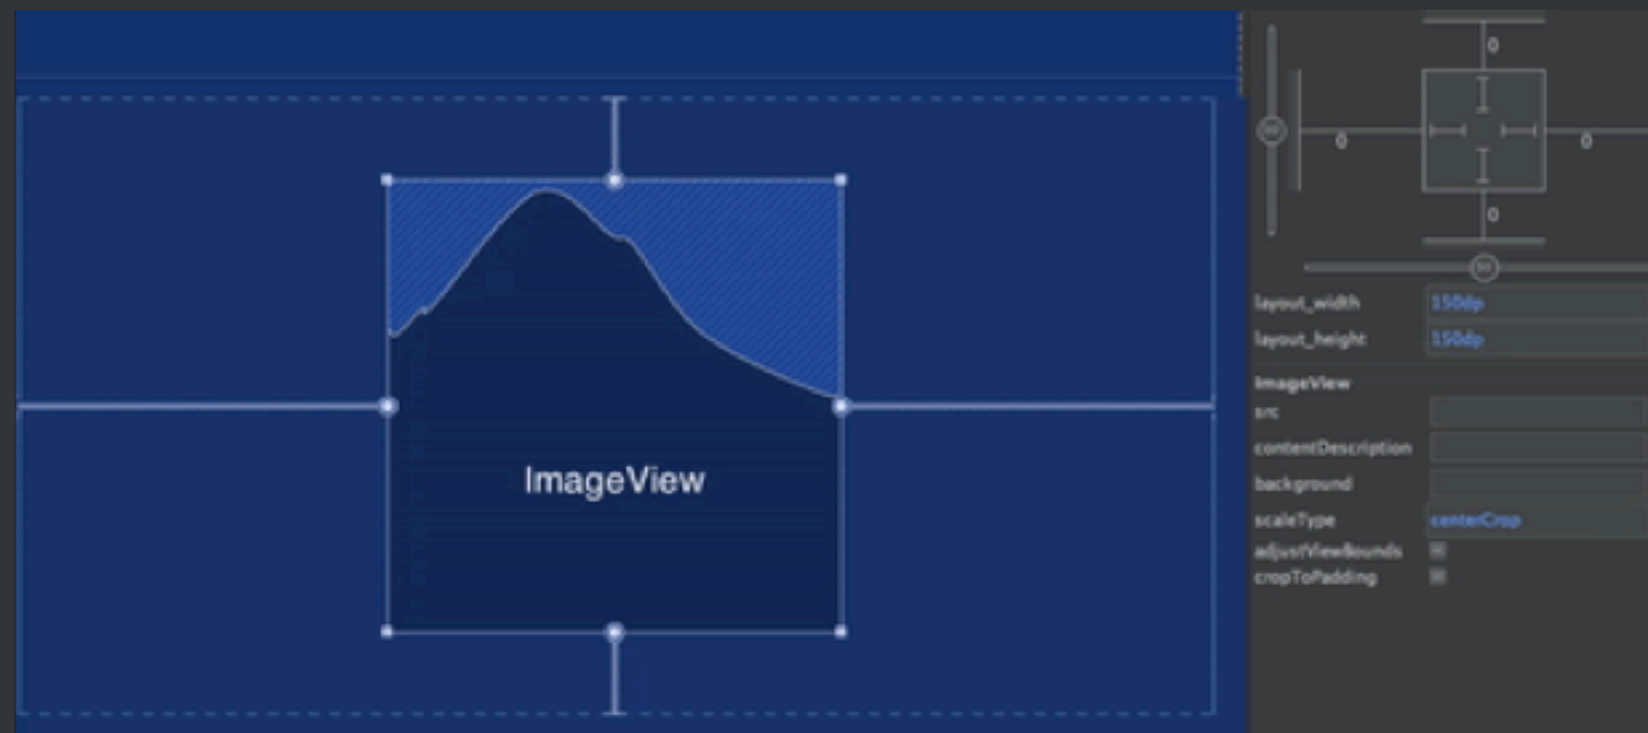 0
0
0
0
layout_width 150dp
layout_height 150dp
ImageView
src
contentDescription
background
scaleType centerCrop
adjustViewBounds
cropToPadding
ImageView